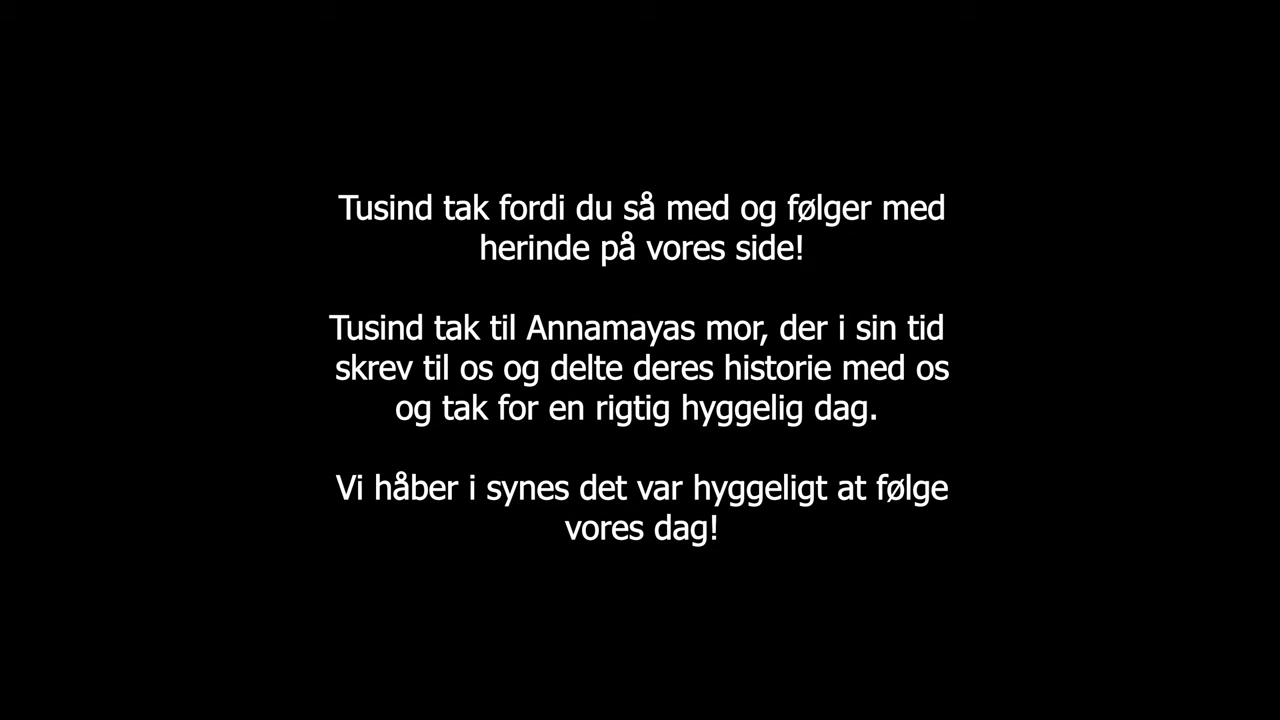 Tusind tak fordi du så med og følger med
herinde på vores side!
Tusind tak til Annamayas mor, der i sin tid
skrev til os og delte deres historie med os
og tak for en rigtig hyggelig dag.
Vi håber i synes det var hyggeligt at følge
vores dag!